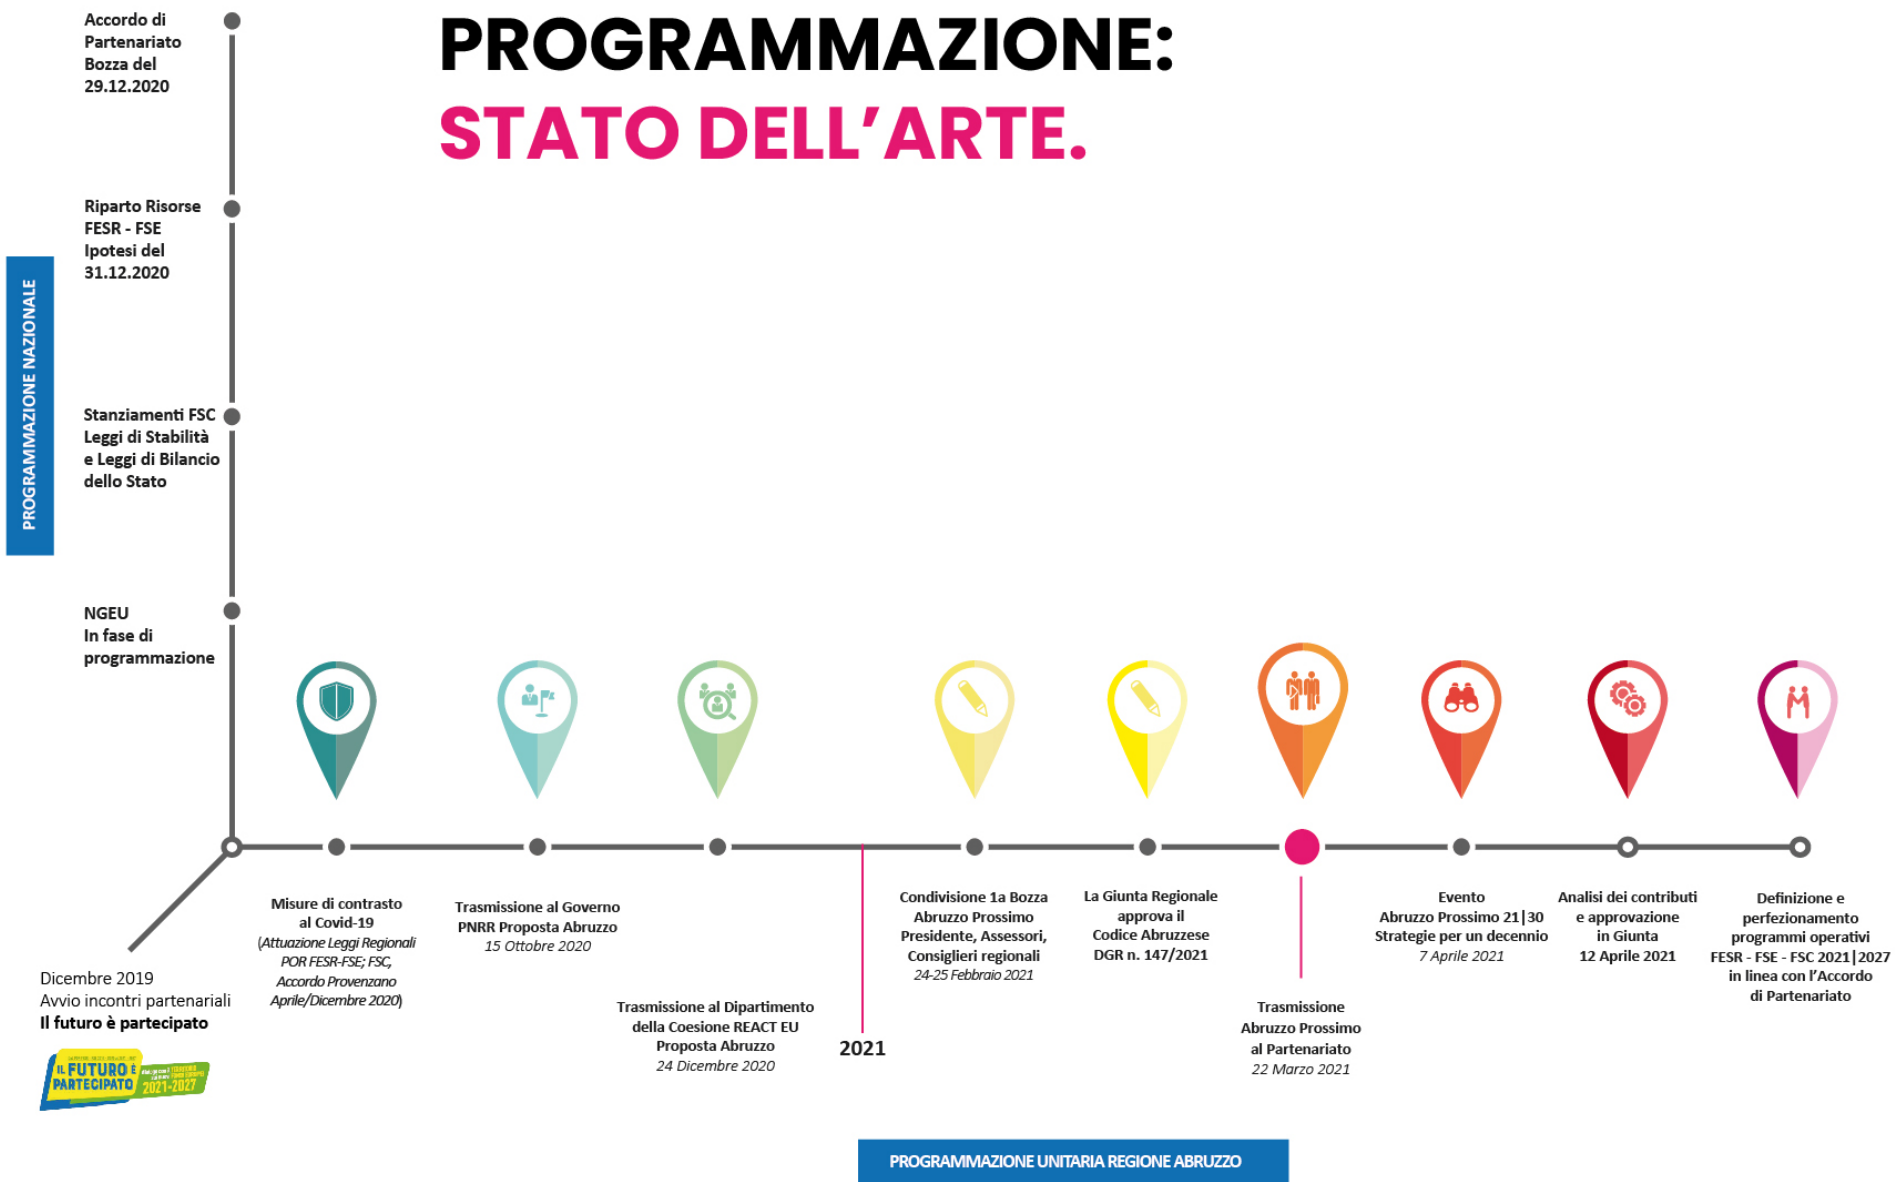 PROGRAMMAZIONE:
STATO DELL'ARTE.
PROGRAMMAZIONE NAZIONALE
Accordo di
Partenariato
Bozza del
29.12.2020
Riparto Risorse
FESR - FSE
Ipotesi del
31.12.2020
Stanziamenti FSC
Leggi di Stabilità
e Leggi di Bilancio
dello Stato
NGEU
In fase di
programmazione
Dicembre 2019
Avvio incontri partenariali
Il futuro è partecipato
IL FUTURO È
PARTECIPATO
2021-2027
Misure di contrasto
al Covid-19
(Attuazione Leggi Regionali
POR FESR-FSE; FSC,
Accordo Provenzano
Aprile/Dicembre 2020)
Trasmissione al Governo
PNRR Proposta Abruzzo
15 Ottobre 2020
Trasmissione al Dipartimento
della Coesione REACT EU
Proposta Abruzzo
24 Dicembre 2020
2021
Condivisione 1a Bozza
Abruzzo Prossimo
Presidente, Assessori,
Consiglieri regionali
24-25 Febbraio 2021
La Giunta Regionale
approva il
Codice Abruzzese
DGR n. 147/2021
Trasmissione
Abruzzo Prossimo
al Partenariato
22 Marzo 2021
Evento
Abruzzo Prossimo 21|30
Strategie per un decennio
7 Aprile 2021
Analisi dei contributi
e approvazione
in Giunta
12 Aprile 2021
Definizione e
perfezionamento
programmi operativi
FESR - FSE - FSC 2021|2027
in linea con l'Accordo
di Partenariato
PROGRAMMAZIONE UNITARIA REGIONE ABRUZZO